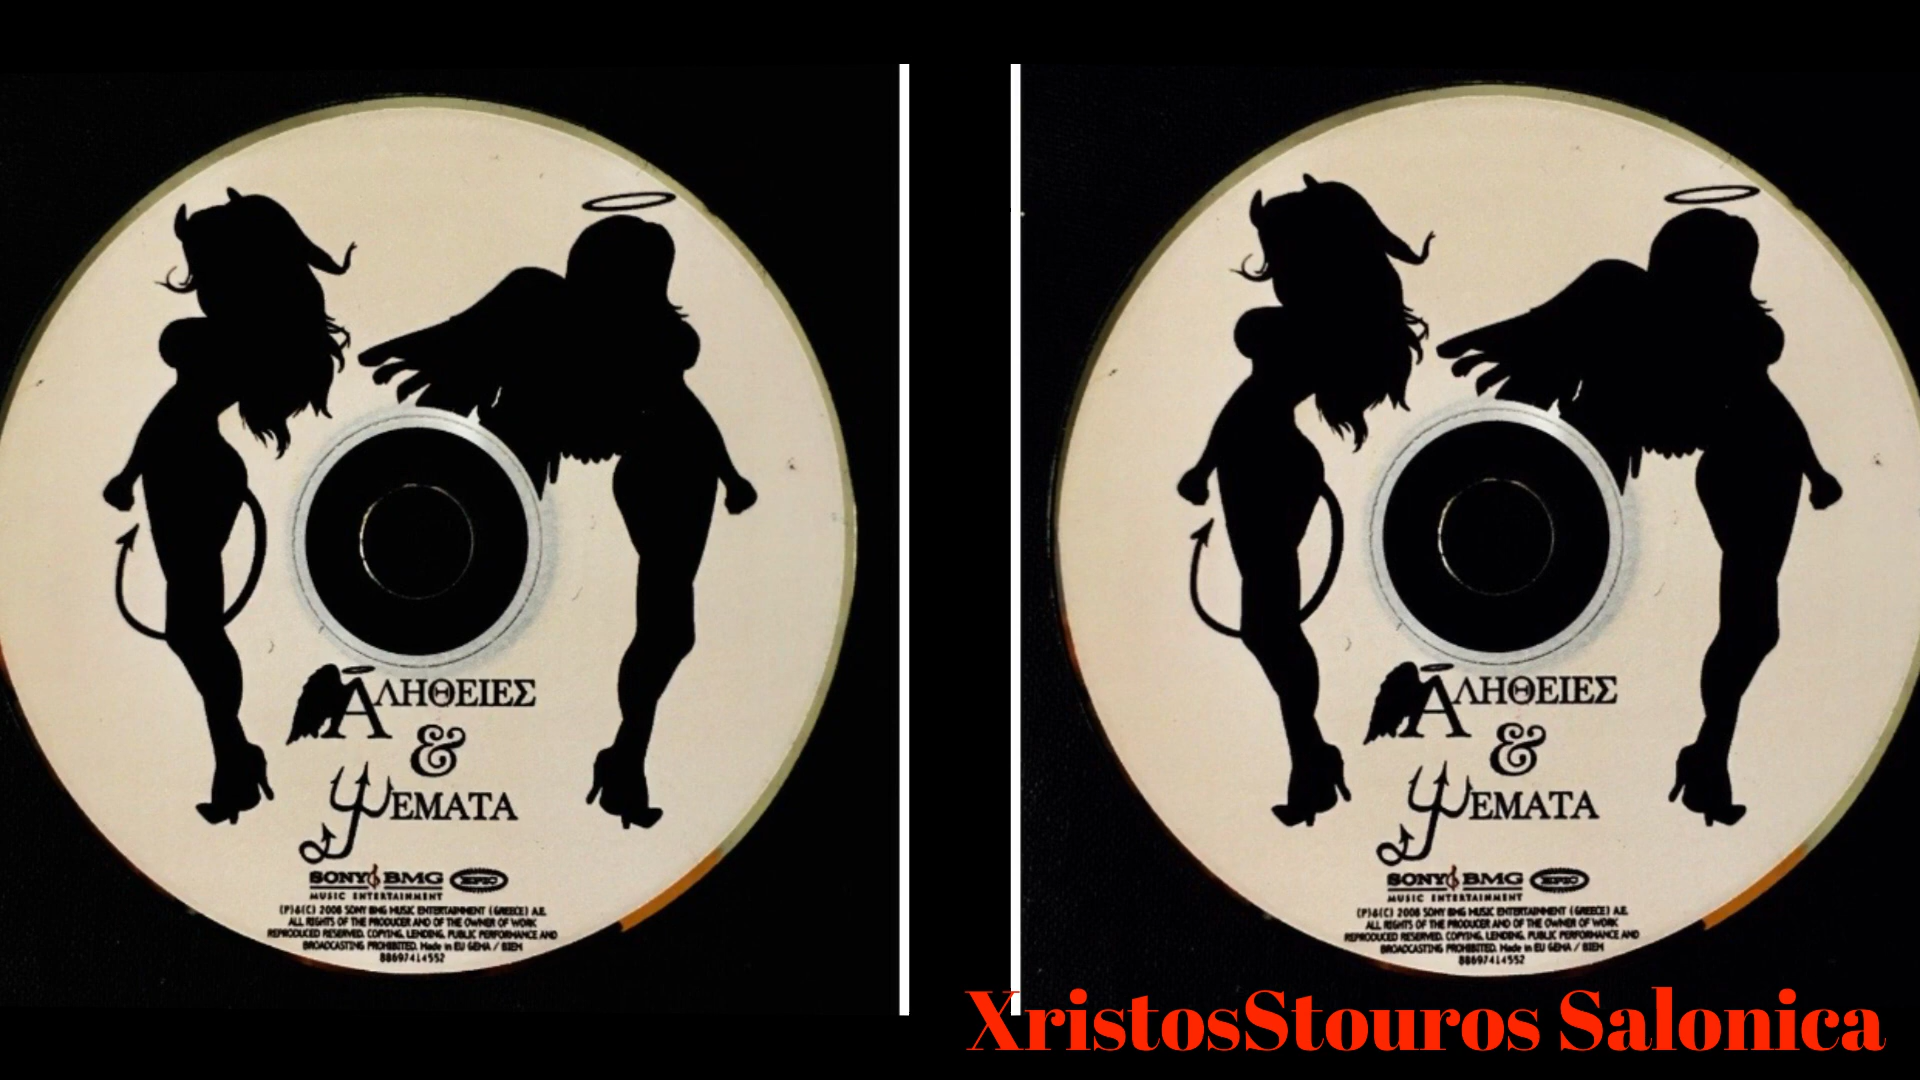 ΑΛΗΘΕΙΕΣ
&
ΨΕΜΑΤΑ
SONY BMG
MUSIC ENTERTAINMENT
EPIC
(P)&(C) 2008 SONY BMG MUSIC ENTERTAINMENT (GREECE) A.E.
ALL RIGHTS OF THE PRODUCER AND OF THE OWNER OF WORK
REPRODUCED RESERVED. COPYING, LENDING, PUBLIC PERFORMANCE AND
BROADCASTING PROHIBITED. Made in EU GEMA / BIEM
88697414552
ΑΛΗΘΕΙΕΣ
&
ΨΕΜΑΤΑ
SONY BMG
MUSIC ENTERTAINMENT
EPIC
(P)&(C) 2008 SONY BMG MUSIC ENTERTAINMENT (GREECE) A.E.
ALL RIGHTS OF THE PRODUCER AND OF THE OWNER OF WORK
REPRODUCED RESERVED. COPYING, LENDING, PUBLIC PERFORMANCE AND
BROADCASTING PROHIBITED. Made in EU GEMA / BIEM
88697414552
XristosStouros Salonica